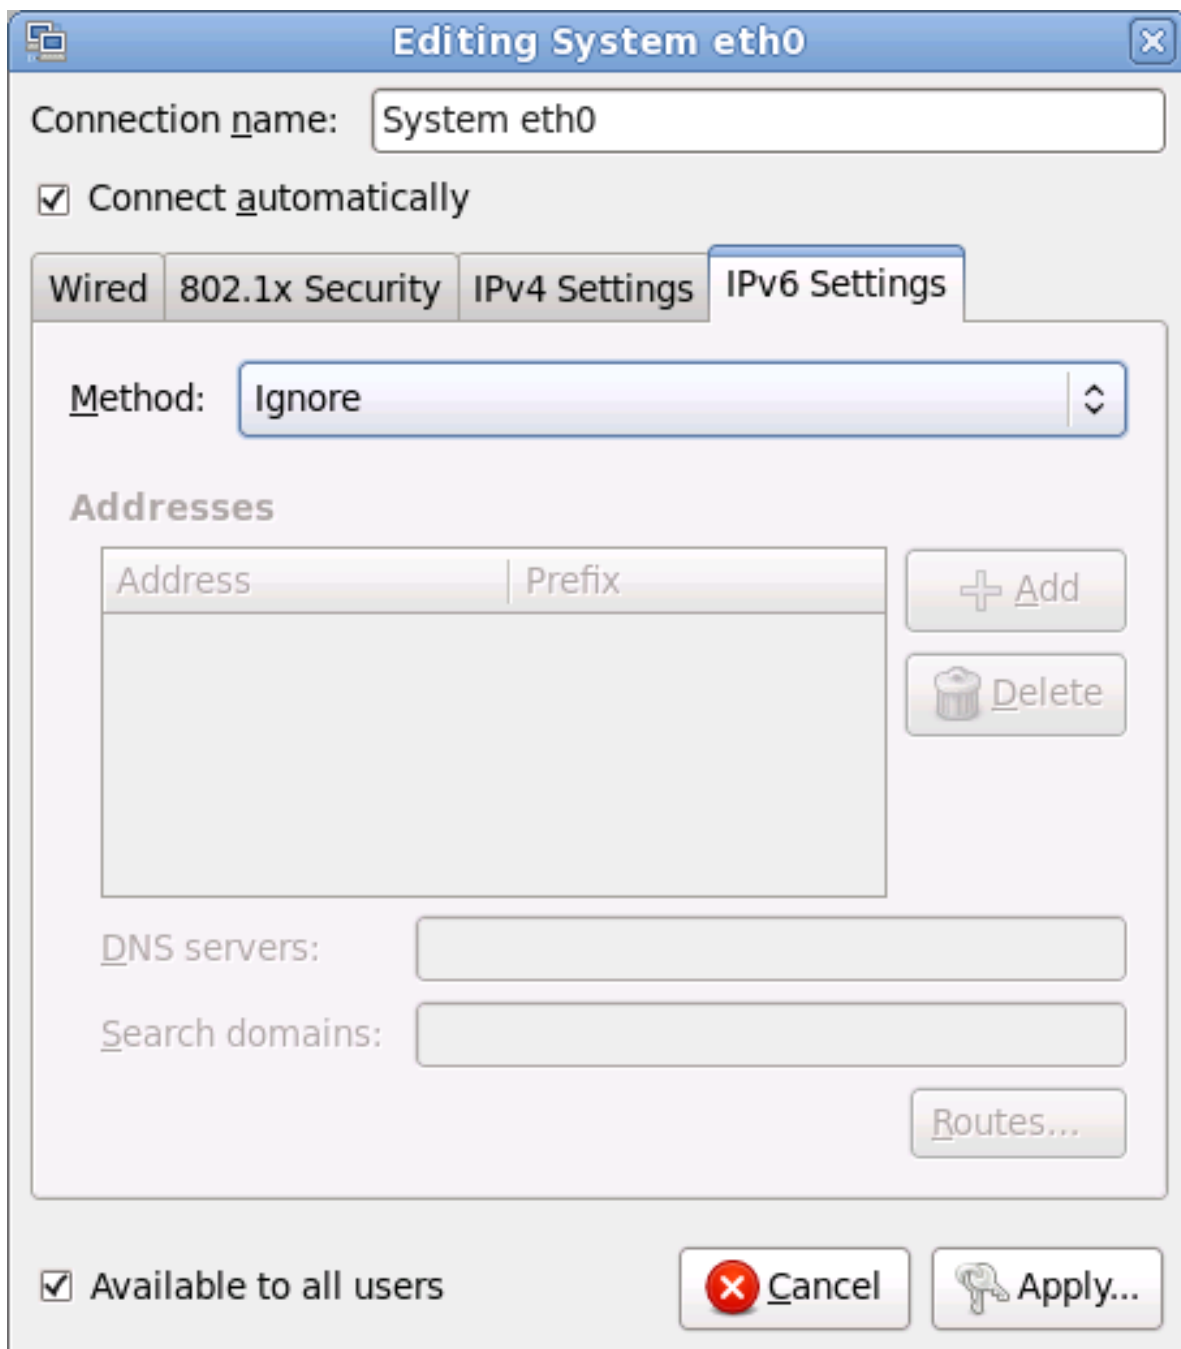 Editing System eth0
Connection name: System eth0
Connect automatically
Wired 802.1x Security IPv4 Settings IPv6 Settings
Method: Ignore
Addresses
Address Prefix
Add
Delete
DNS servers:
Search domains:
Routes...
Available to all users Cancel Apply...